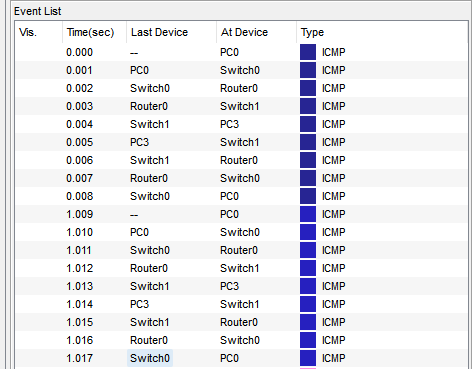 Event List
Vis. Time(sec) Last Device At Device Type
0.000 -- PC0 ICMP
0.001 PC0 Switch0 ICMP
0.002 Switch0 Router0 ICMP
0.003 Router0 Switch1 ICMP
0.004 Switch1 PC3 ICMP
0.005 PC3 Switch1 ICMP
0.006 Switch1 Router0 ICMP
0.007 Router0 Switch0 ICMP
0.008 Switch0 PC0 ICMP
1.009 -- PC0 ICMP
1.010 PC0 Switch0 ICMP
1.011 Switch0 Router0 ICMP
1.012 Router0 Switch1 ICMP
1.013 Switch1 PC3 ICMP
1.014 PC3 Switch1 ICMP
1.015 Switch1 Router0 ICMP
1.016 Router0 Switch0 ICMP
1.017 Switch0 PC0 ICMP